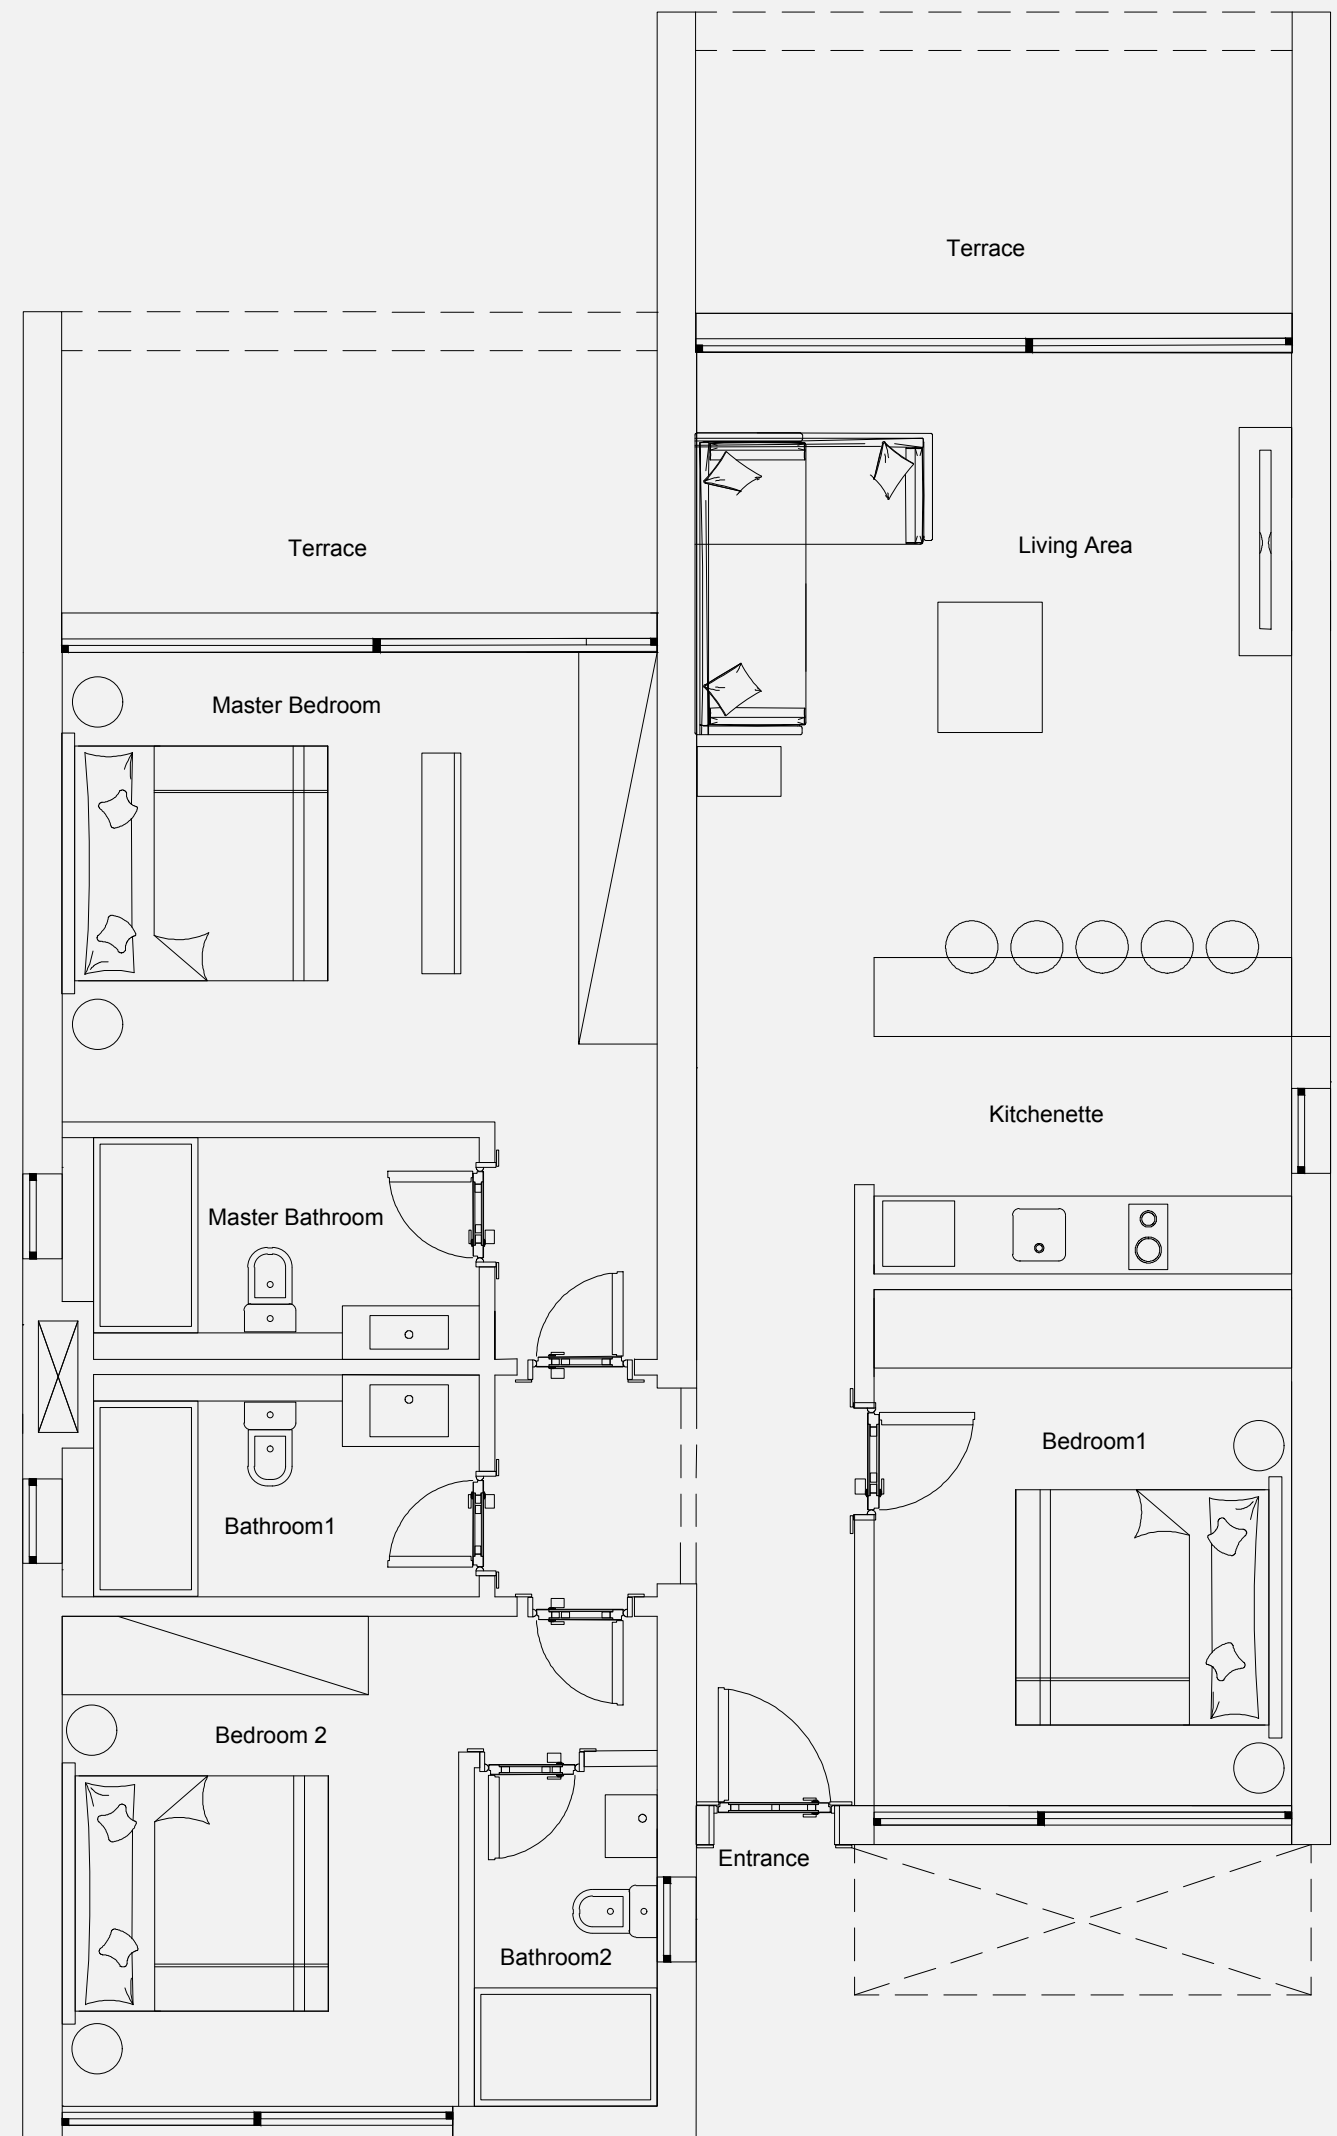 Terrace
Terrace
Living Area
Master Bedroom
Kitchenette
Master Bathroom
Bedroom1
Bathroom1
Bedroom 2
Entrance
Bathroom2